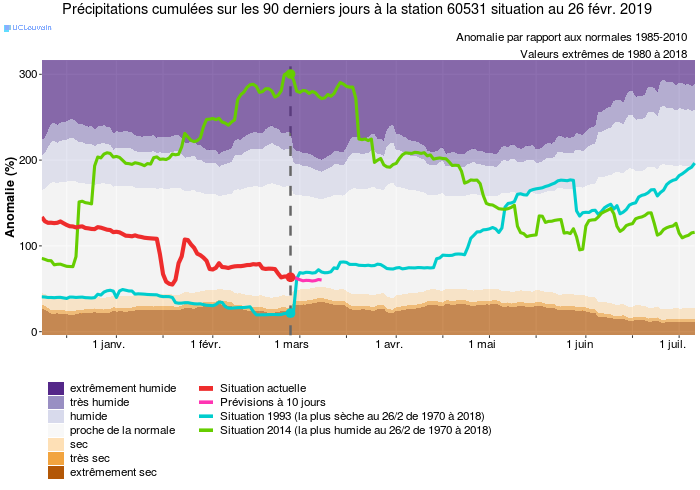 Précipitations cumulées sur les 90 derniers jours à la station 60531 situation au 26 févr. 2019
UCLouvain
Anomalie par rapport aux normales 1985-2010
Valeurs extrêmes de 1980 à 2018
Anomalie (%)
300
200
100
0
1 janv.
1 févr.
1 mars
1 avr.
1 mai
1 juin
1 juil.
extrêmement humide
très humide
humide
proche de la normale
sec
très sec
extrêmement sec
Situation actuelle
Prévisions à 10 jours
Situation 1993 (la plus sèche au 26/2 de 1970 à 2018)
Situation 2014 (la plus humide au 26/2 de 1970 à 2018)